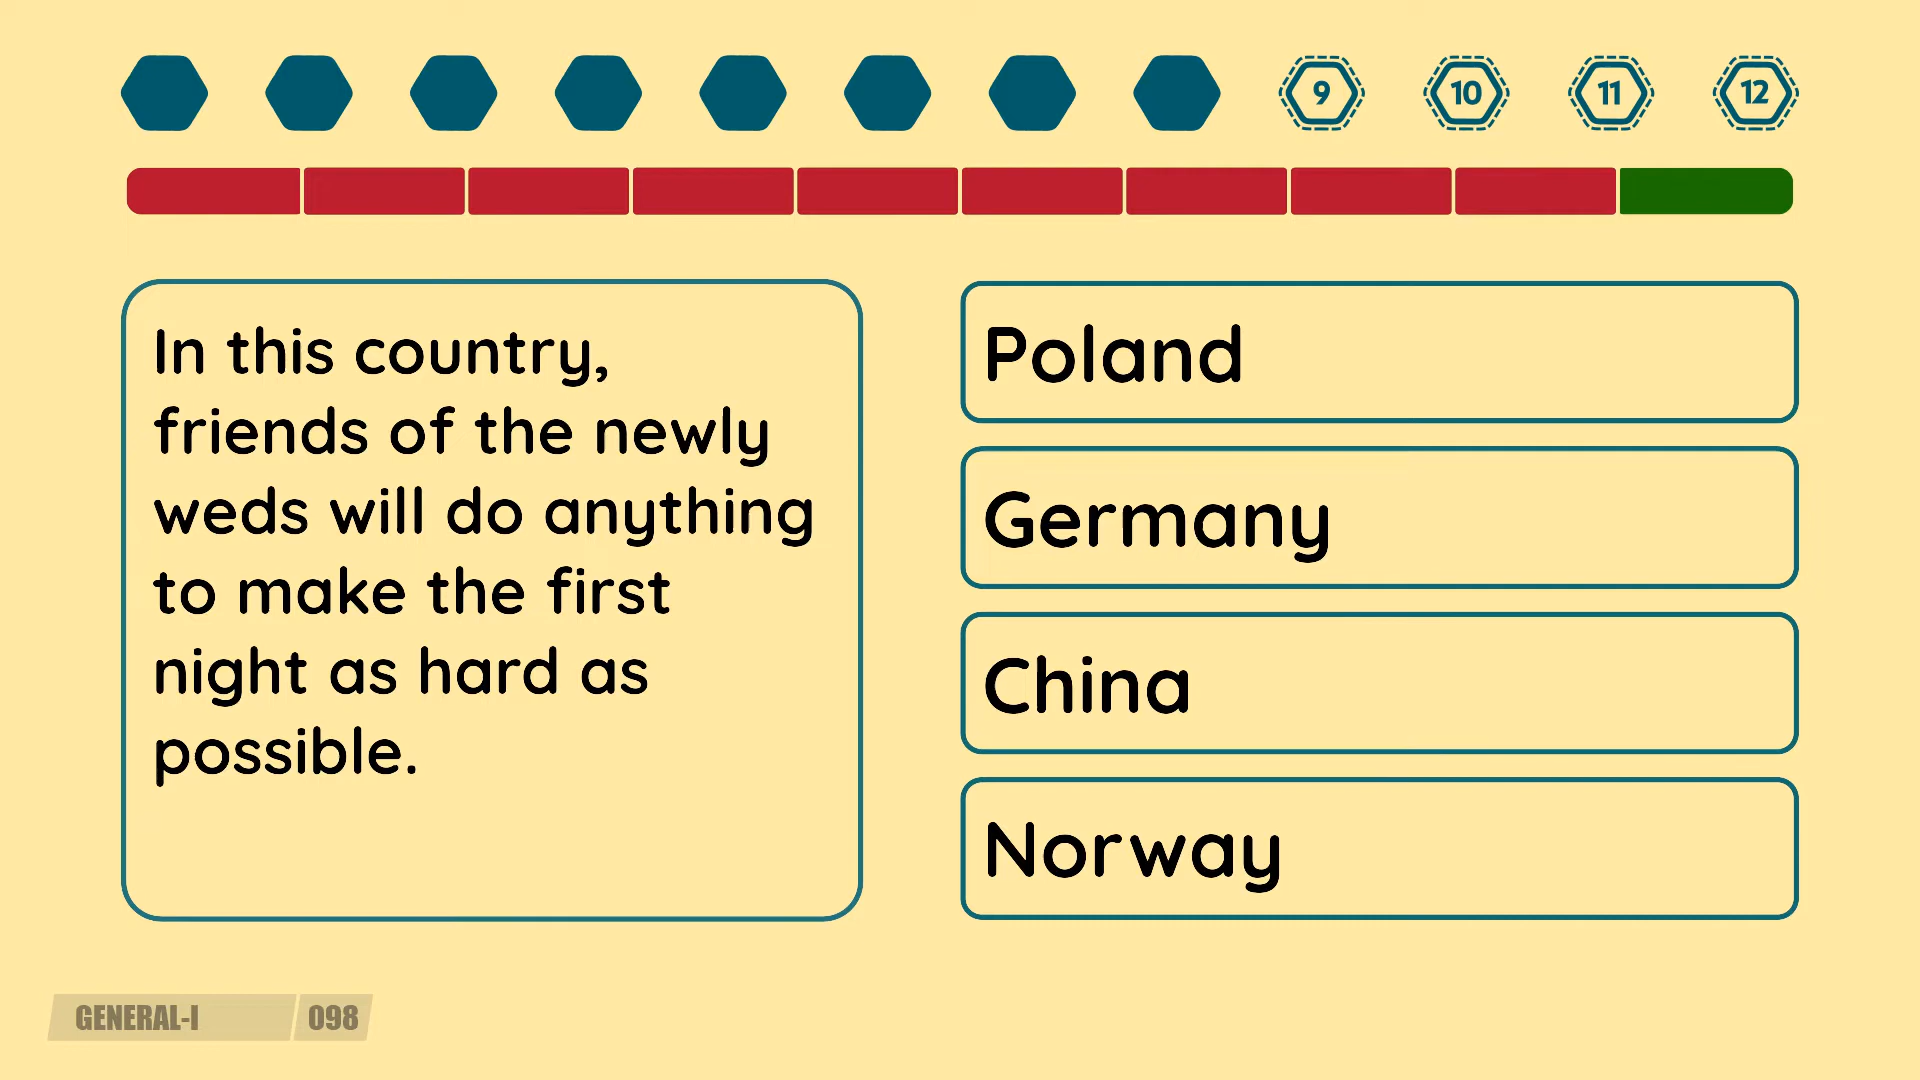 9 10 11 12
In this country,
friends of the newly
weds will do anything
to make the first
night as hard as
possible.
Poland
Germany
China
Norway
GENERAL-I 098